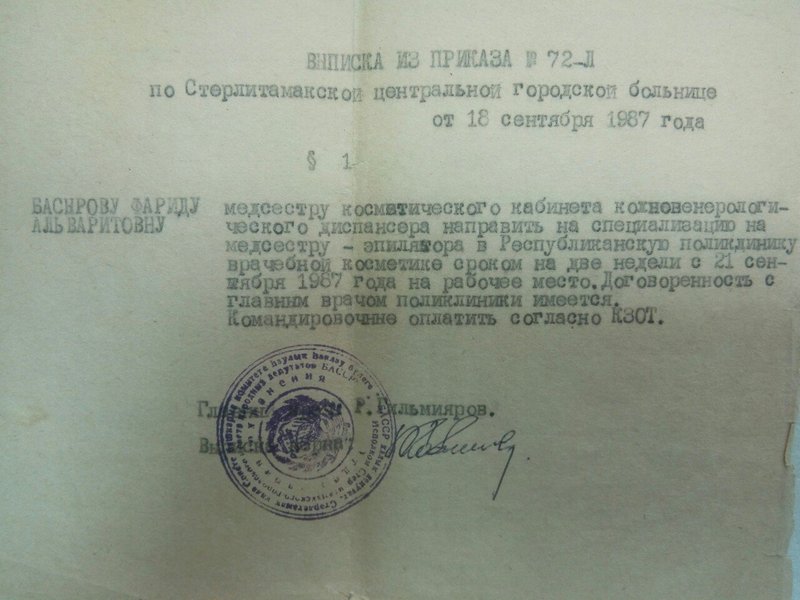 ВЫПИСКА ИЗ ПРИКАЗА № 72-Л
по Стерлитамакской центральной городской больнице
от 18 сентября 1987 года
§ 1
БАСЫРОВУ ФАРИДУ медсестру косметического кабинета кожновенерологи-
АЛЬВАРИТОВНУ ческого диспансера направить на специализацию на
медсестру - эпилятора в Республиканскую поликлинику
врачебной косметике сроком на две недели с 21 сен-
тября 1987 года на рабочее место. Договоренность с
главным врачом поликлиники имеется.
Командировочные оплатить согласно КЗОТ.
Р. Гильмияров.
БАССР